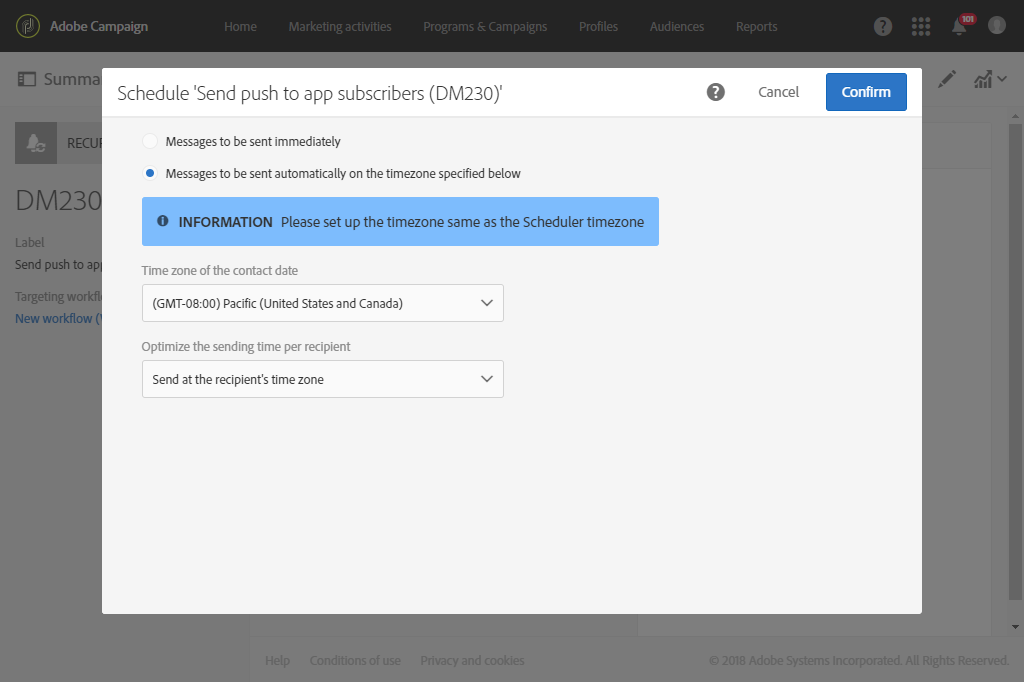 Adobe Campaign
Home Marketing activities Programs & Campaigns Profiles Audiences Reports
101
Summa
Schedule 'Send push to app subscribers (DM230)'
Cancel
Confirm
RECUR
DM230
Label
Send push to app
Targeting workfl
New workflow (
Messages to be sent immediately
Messages to be sent automatically on the timezone specified below
INFORMATION Please set up the timezone same as the Scheduler timezone
Time zone of the contact date
(GMT-08:00) Pacific (United States and Canada)
Optimize the sending time per recipient
Send at the recipient's time zone
Help Conditions of use Privacy and cookies
© 2018 Adobe Systems Incorporated. All Rights Reserved.